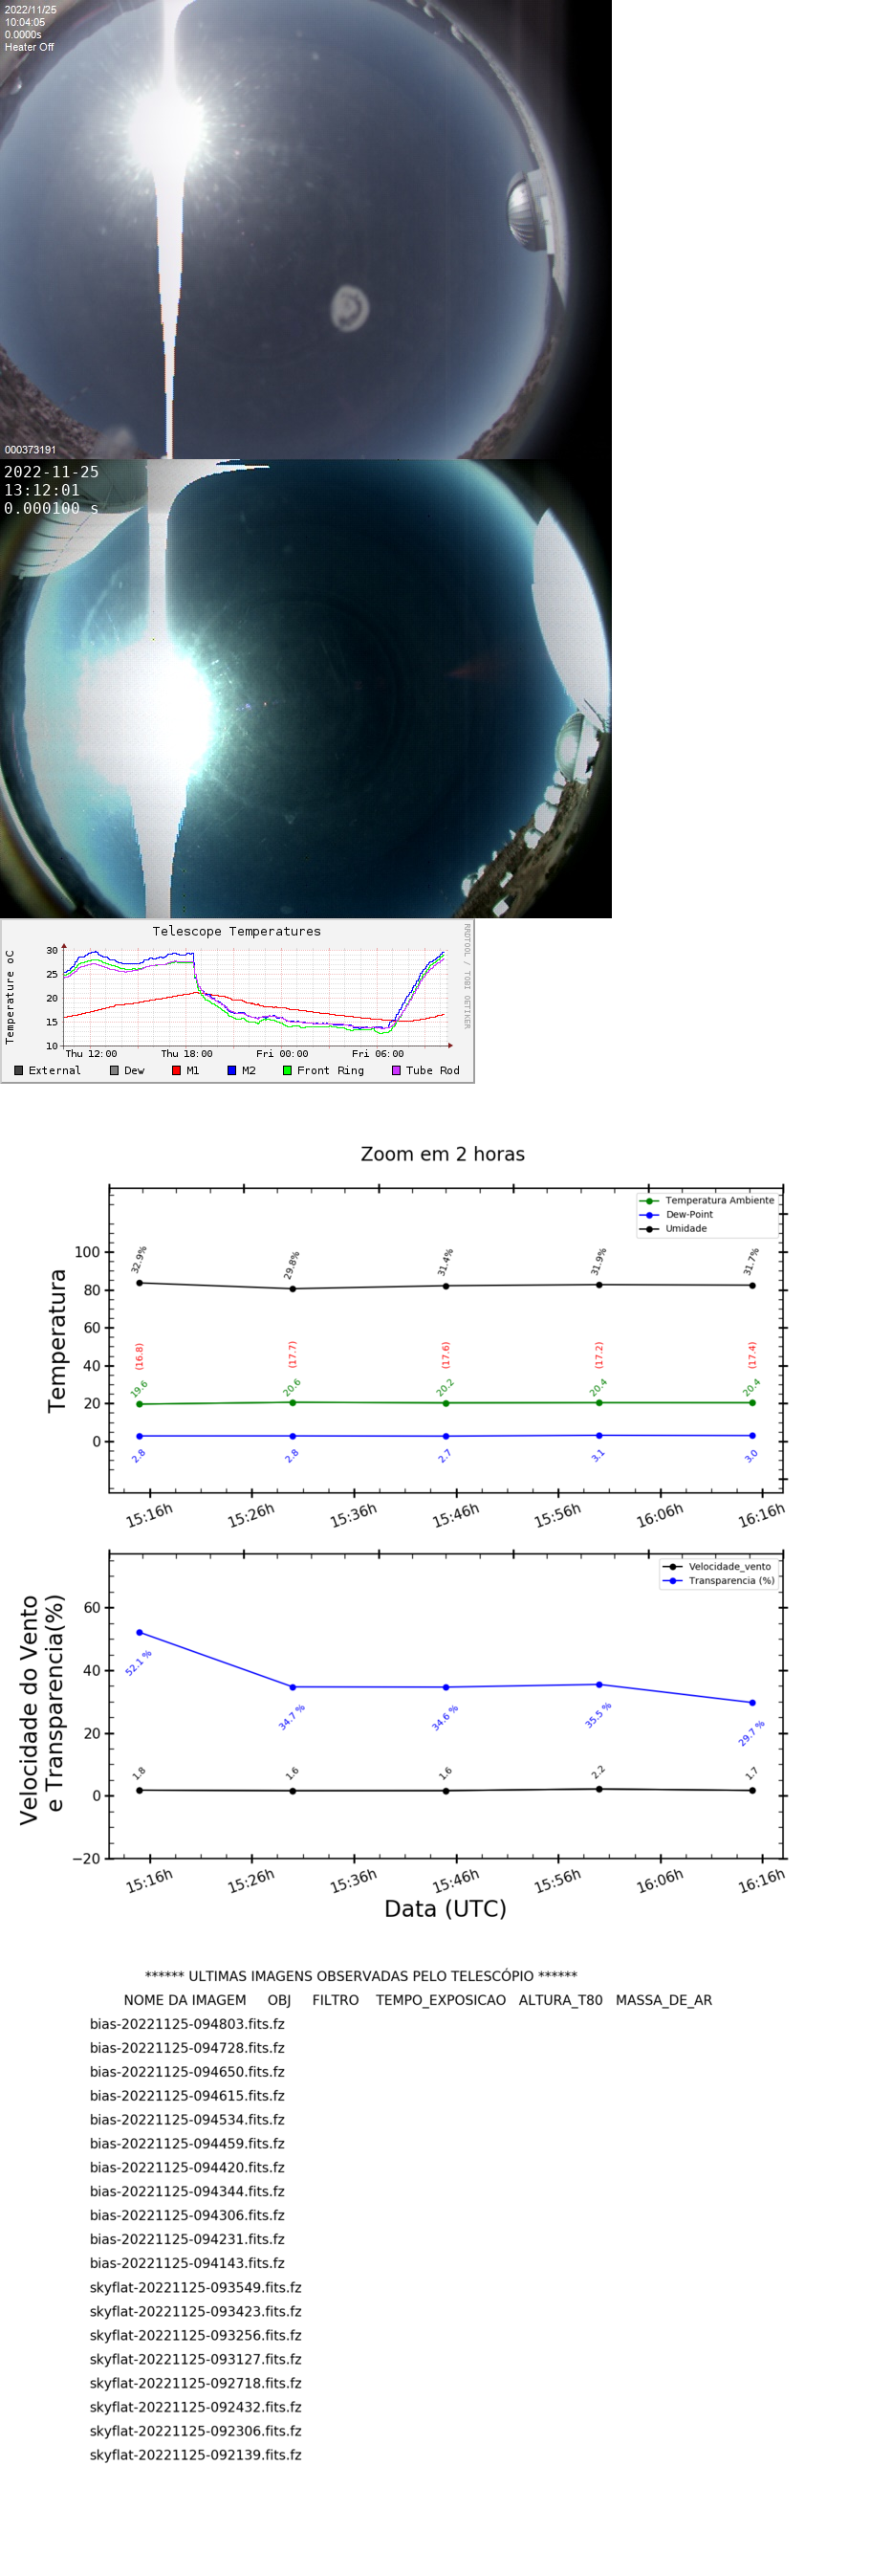 2022/11/25
10:04:05
0.0000s
Heater Off
000373191
2022-11-25
13:12:01
0.000100 s
Telescope Temperatures
Temperature oC
30
25
20
15
10
Thu 12:00 Thu 18:00 Fri 00:00 Fri 06:00
External Dew M1 M2 Front Ring Tube Rod
RRDTOOL / TOBI OETIKER
Zoom em 2 horas
Temperatura Ambiente
Dew-Point
Umidade
Temperatura
100
80
60
40
20
0
32.9% 29.8% 31.4% 31.9% 31.7%
(16.8) (17.7) (17.6) (17.2) (17.4)
19.6 20.6 20.2 20.4 20.4
2.8 2.8 2.7 3.1 3.0
15:16h 15:26h 15:36h 15:46h 15:56h 16:06h 16:16h
Velocidade_vento
Transparencia (%)
Velocidade do Vento
e Transparencia(%)
60
40
20
0
−20
52.1 % 34.7 % 34.6 % 35.5 % 29.7 %
1.8 1.6 1.6 2.2 1.7
15:16h 15:26h 15:36h 15:46h 15:56h 16:06h 16:16h
Data (UTC)
****** ULTIMAS IMAGENS OBSERVADAS PELO TELESCÓPIO ******
NOME DA IMAGEM OBJ FILTRO TEMPO_EXPOSICAO ALTURA_T80 MASSA_DE_AR
bias-20221125-094803.fits.fz
bias-20221125-094728.fits.fz
bias-20221125-094650.fits.fz
bias-20221125-094615.fits.fz
bias-20221125-094534.fits.fz
bias-20221125-094459.fits.fz
bias-20221125-094420.fits.fz
bias-20221125-094344.fits.fz
bias-20221125-094306.fits.fz
bias-20221125-094231.fits.fz
bias-20221125-094143.fits.fz
skyflat-20221125-093549.fits.fz
skyflat-20221125-093423.fits.fz
skyflat-20221125-093256.fits.fz
skyflat-20221125-093127.fits.fz
skyflat-20221125-092718.fits.fz
skyflat-20221125-092432.fits.fz
skyflat-20221125-092306.fits.fz
skyflat-20221125-092139.fits.fz